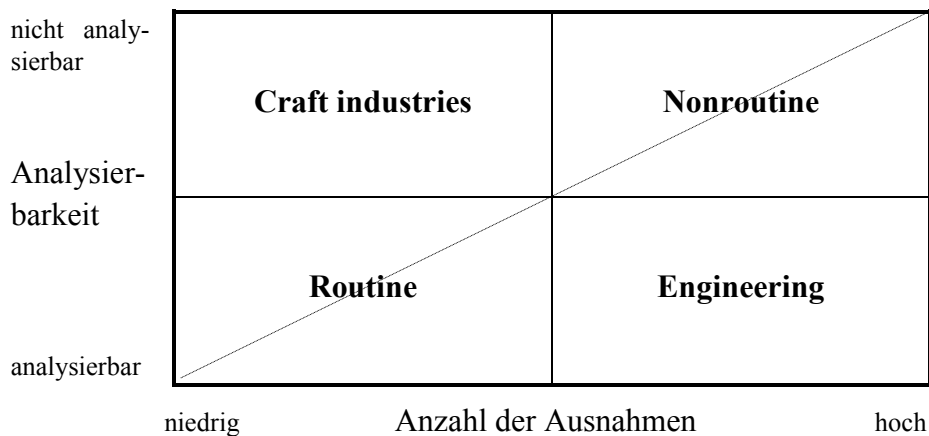 nicht analy-
sierbar
Craft industries
Nonroutine
Analysier-
barkeit
Routine
Engineering
analysierbar
niedrig
Anzahl der Ausnahmen
hoch